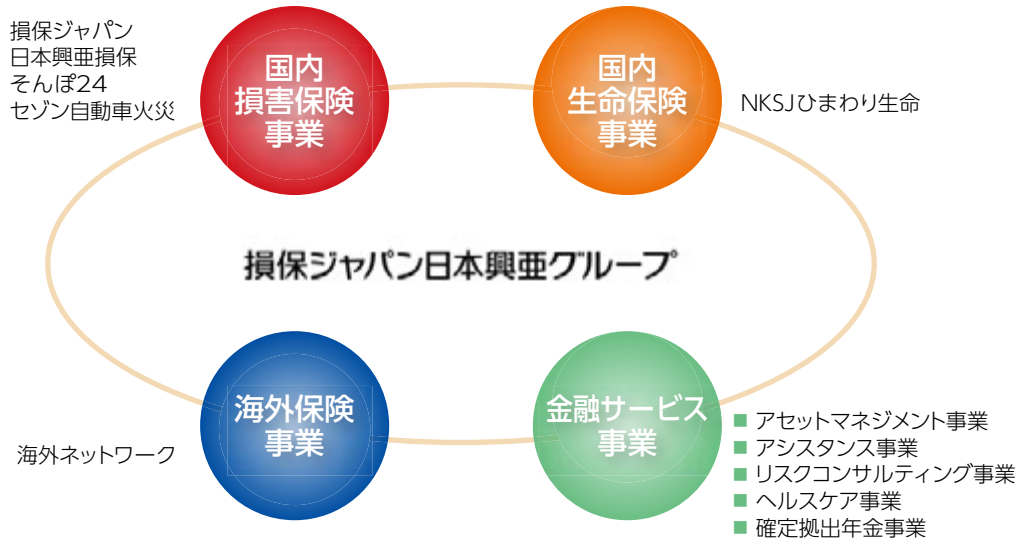 損保ジャパン
日本興亜損保
そんぽ24
セゾン自動車火災
国内
損害保険
事業
国内
生命保険
事業
NKSJひまわり生命
損保ジャパン日本興亜グループ
海外保険
事業
海外ネットワーク
金融サービス
事業
■ アセットマネジメント事業
■ アシスタンス事業
■ リスクコンサルティング事業
■ ヘルスケア事業
■ 確定拠出年金事業